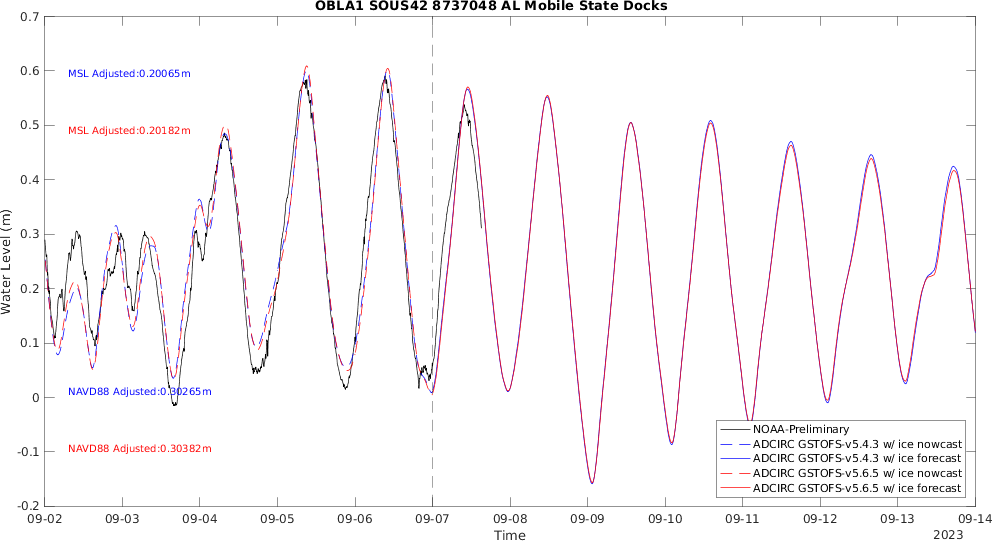 OBLA1 SOUS42 8737048 AL Mobile State Docks
0.7
0.6
0.5
0.4
0.3
0.2
0.1
0
-0.1
-0.2
Water Level (m)
MSL Adjusted:0.20065m
MSL Adjusted:0.20182m
NAVD88 Adjusted:0.30265m
NAVD88 Adjusted:0.30382m
NOAA-Preliminary
ADCIRC GSTOFS-v5.4.3 w/ ice nowcast
ADCIRC GSTOFS-v5.4.3 w/ ice forecast
ADCIRC GSTOFS-v5.6.5 w/ ice nowcast
ADCIRC GSTOFS-v5.6.5 w/ ice forecast
09-02 09-03 09-04 09-05 09-06 09-07 09-08 09-09 09-10 09-11 09-12 09-13 09-14
Time
2023